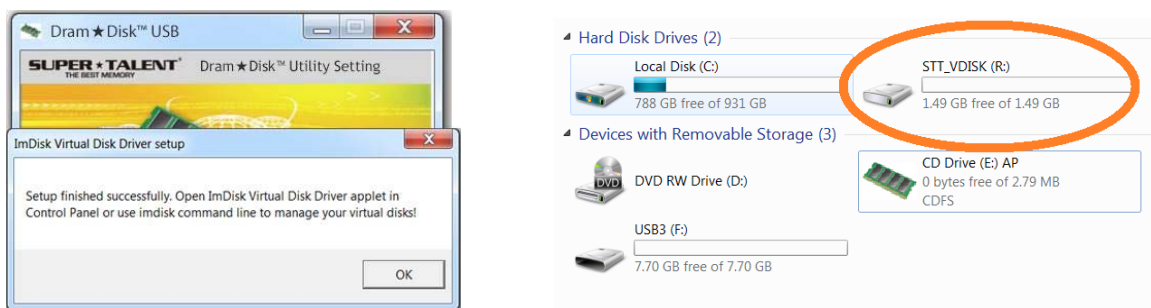 Dram★Disk™ USB
SUPER★TALENT
THE BEST MEMORY
Dram★Disk™ Utility Setting
ImDisk Virtual Disk Driver setup
Setup finished successfully. Open ImDisk Virtual Disk Driver applet in
Control Panel or use imdisk command line to manage your virtual disks!
OK
Hard Disk Drives (2)
Local Disk (C:)
788 GB free of 931 GB
STT_VDISK (R:)
1.49 GB free of 1.49 GB
Devices with Removable Storage (3)
DVD
DVD RW Drive (D:)
CD Drive (E:) AP
0 bytes free of 2.79 MB
CDFS
USB3 (F:)
7.70 GB free of 7.70 GB